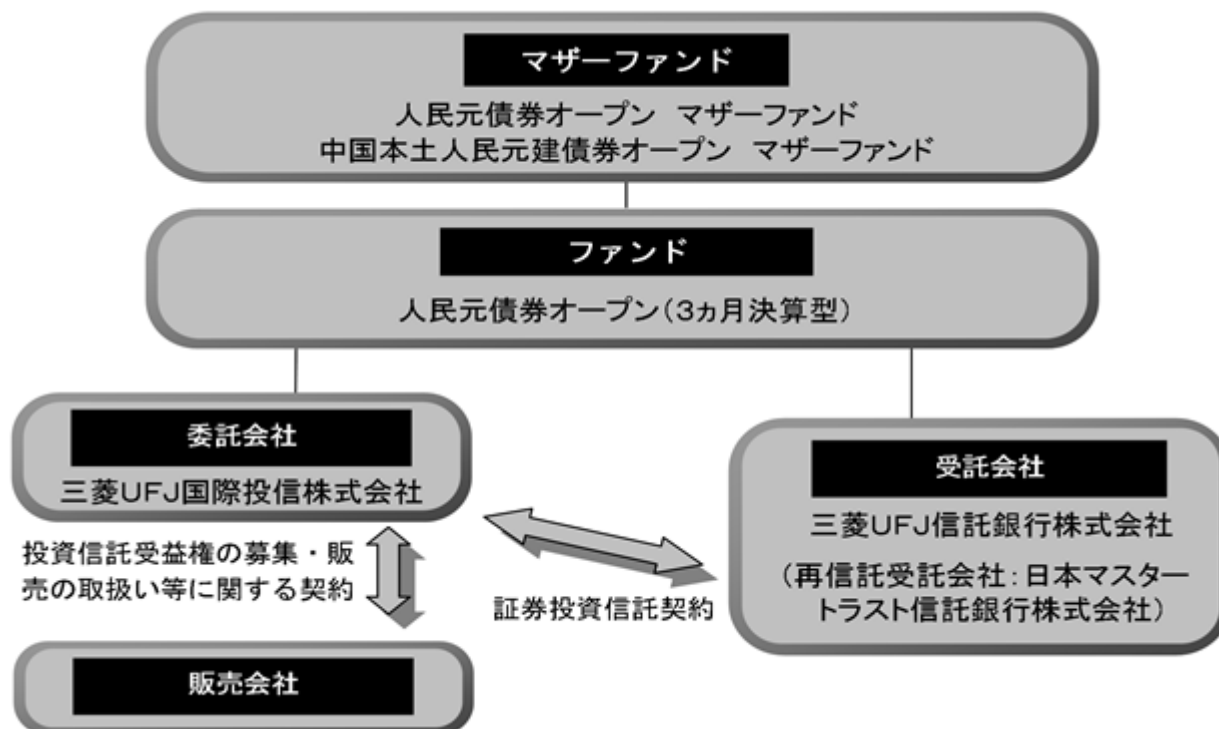 マザーファンド
人民元債券オープン マザーファンド
中国本土人民元建債券オープン マザーファンド
ファンド
人民元債券オープン(3ヵ月決算型)
委託会社
三菱UFJ国際投信株式会社
投資信託受益権の募集・販
売の取扱い等に関する契約
証券投資信託契約
受託会社
三菱UFJ信託銀行株式会社
(再信託受託会社:日本マスター
トラスト信託銀行株式会社)
販売会社